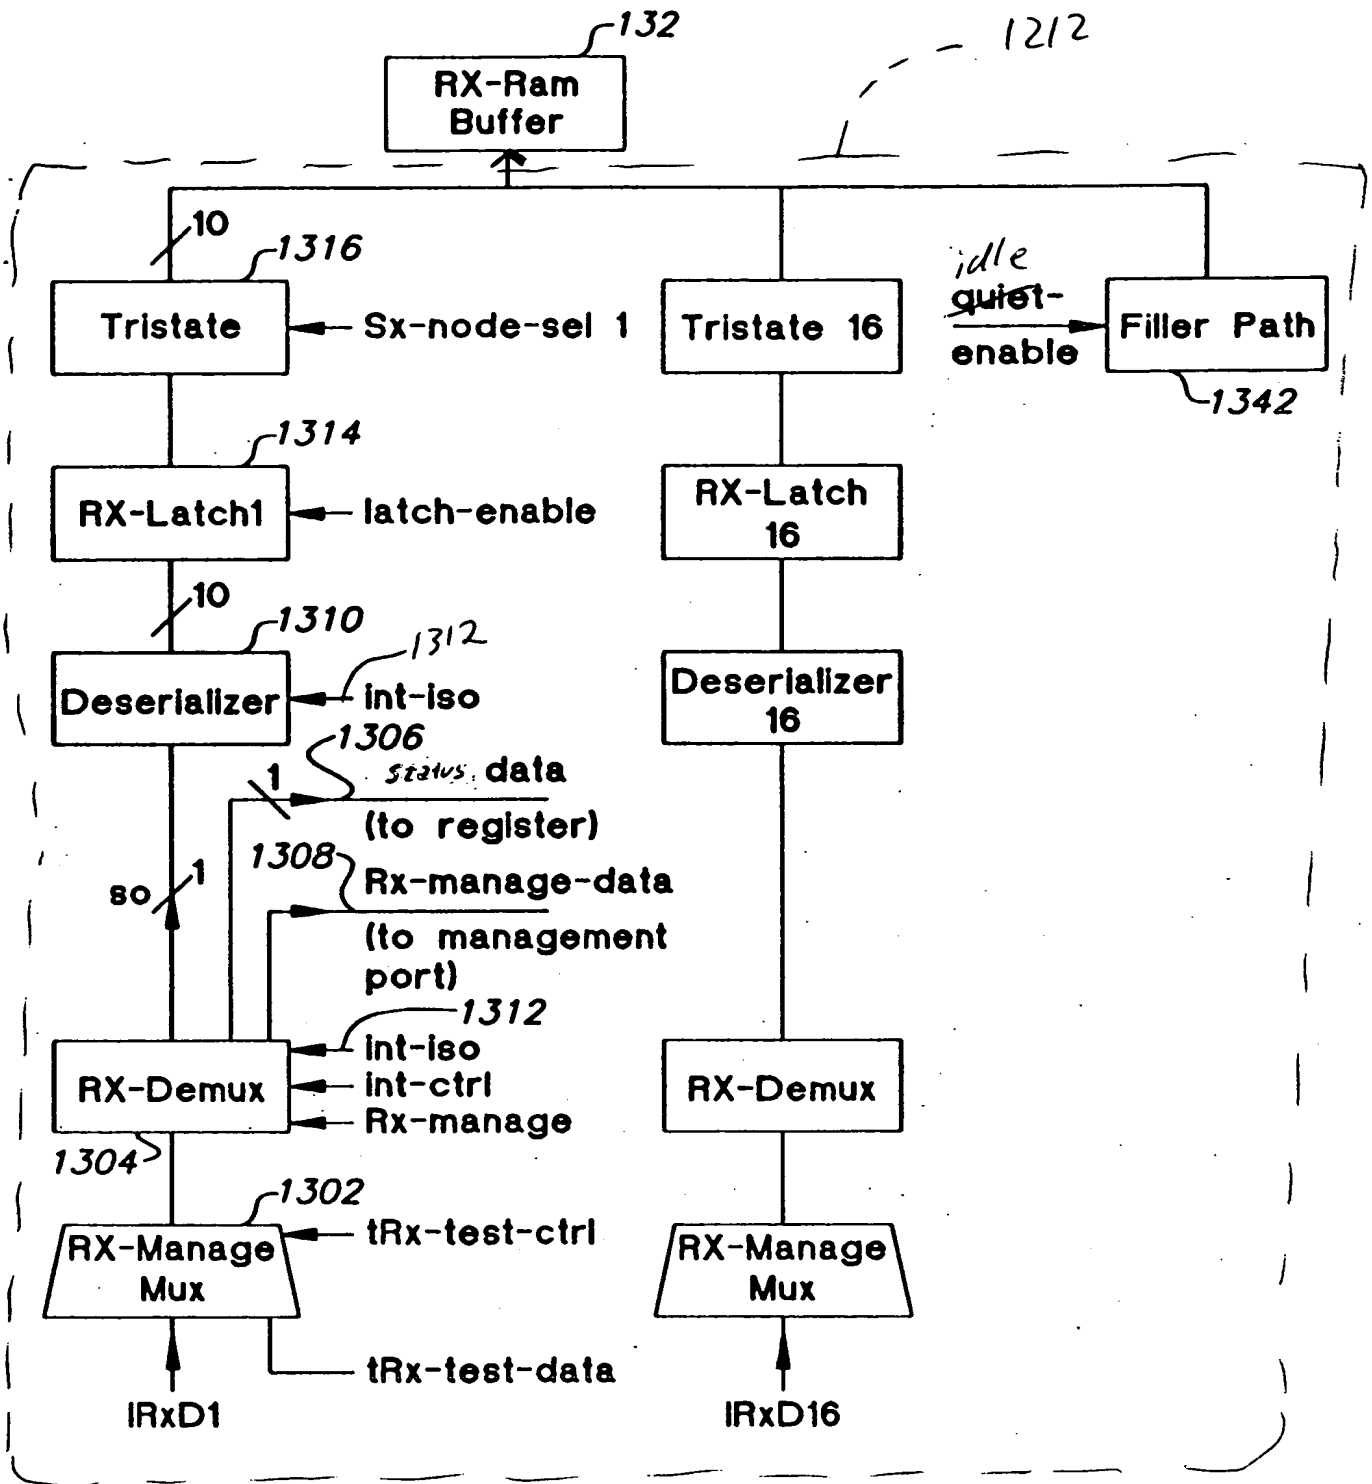 132
1212
RX-Ram
Buffer
10
1316
Tristate
Sx-node-sel 1
Tristate 16
idle
quiet-
enable
Filler Path
1342
1314
RX-Latch1
latch-enable
RX-Latch
16
10
1310
1312
Deserializer
int-iso
Deserializer
16
1306
1
status data
(to register)
1308
Rx-manage-data
(to management
port)
so
1
1312
int-iso
int-ctrl
Rx-manage
RX-Demux
RX-Demux
1304
1302
RX-Manage
Mux
tRx-test-ctrl
RX-Manage
Mux
tRx-test-data
IRxD1
IRxD16